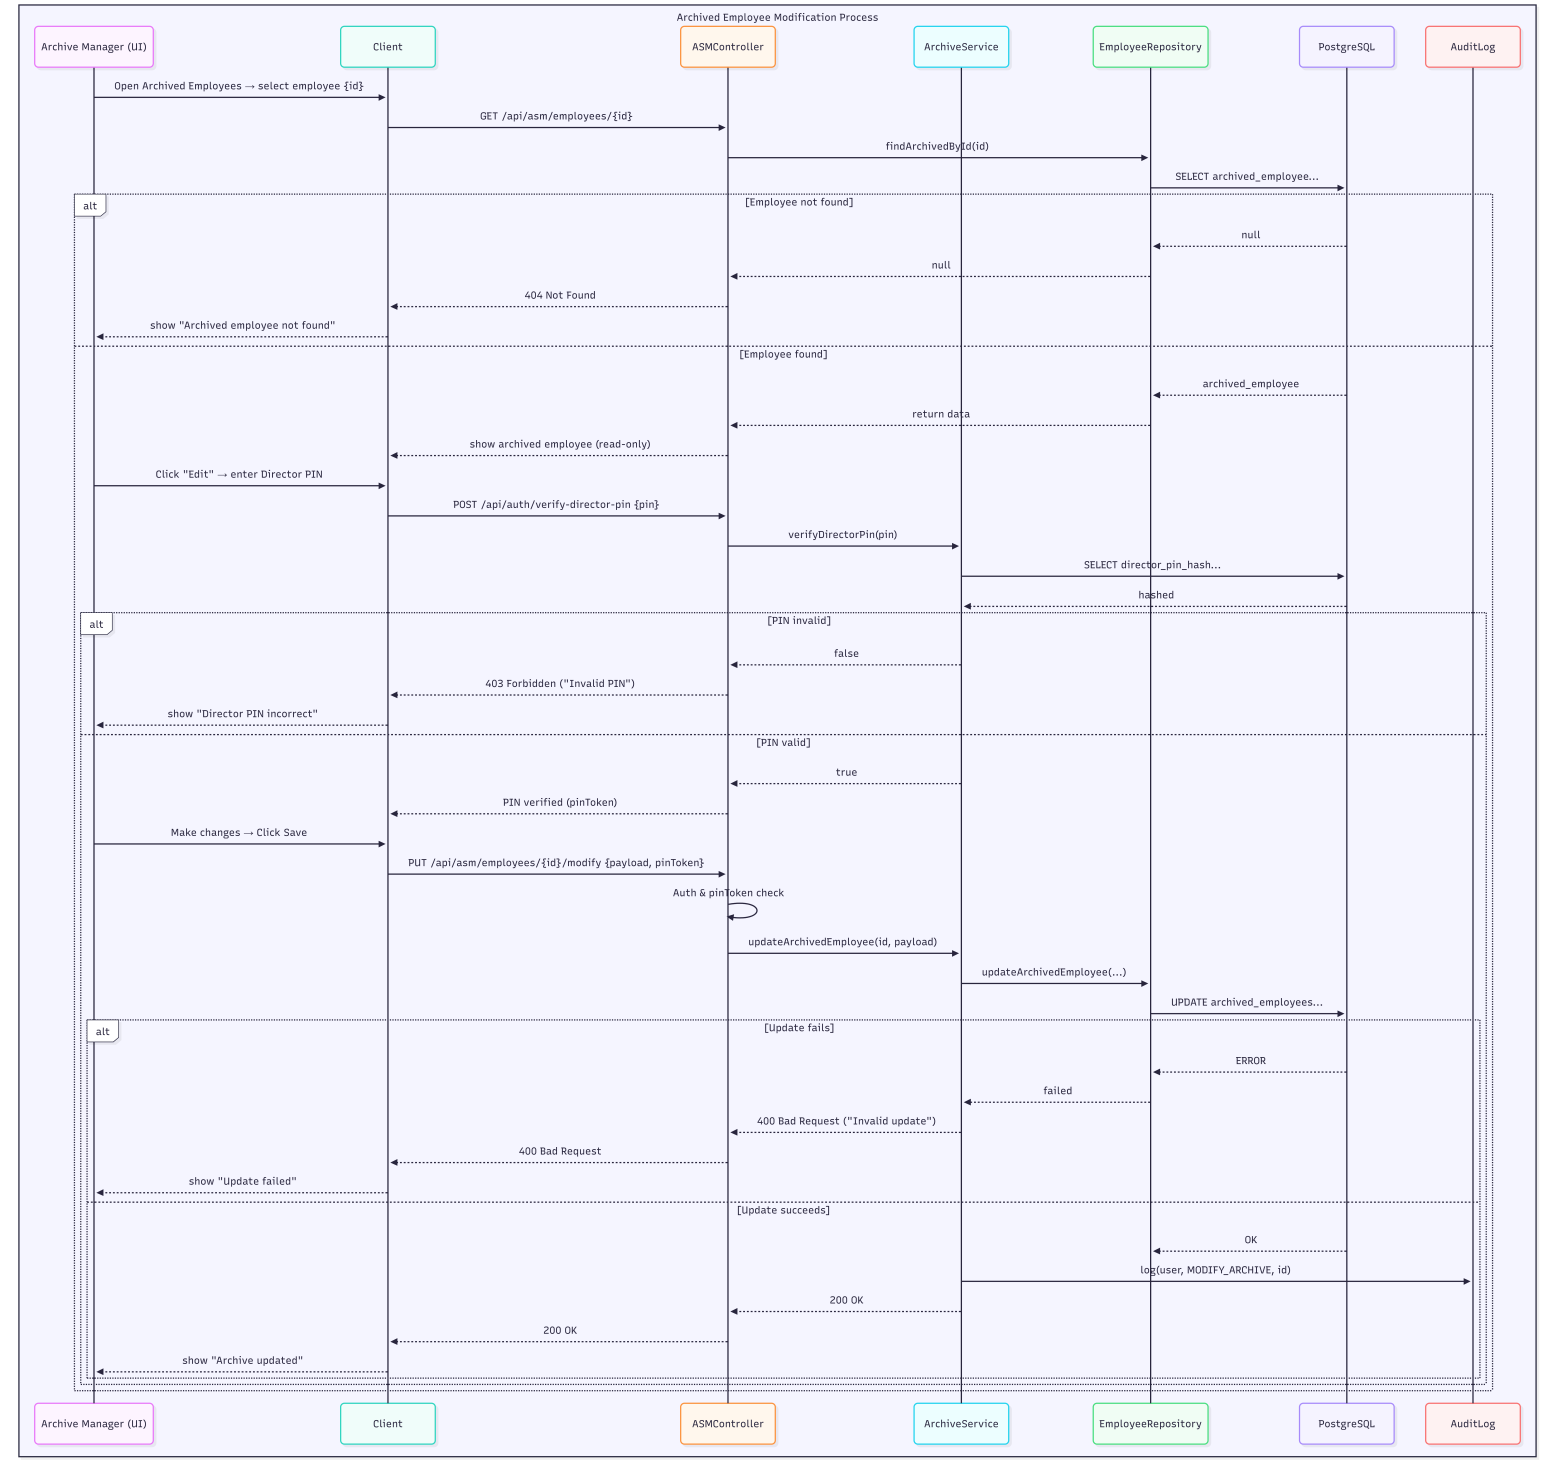 Archived Employee Modification Process
Archive Manager (UI)
Client
ASMController
ArchiveService
EmployeeRepository
PostgreSQL
AuditLog
Open Archived Employees → select employee {id}
GET /api/asm/employees/{id}
findArchivedById(id)
SELECT archived_employee...
alt
[Employee not found]
null
null
404 Not Found
show "Archived employee not found"
[Employee found]
archived_employee
return data
show archived employee (read-only)
Click "Edit" → enter Director PIN
POST /api/auth/verify-director-pin {pin}
verifyDirectorPin(pin)
SELECT director_pin_hash...
hashed
alt
[PIN invalid]
false
403 Forbidden ("Invalid PIN")
show "Director PIN incorrect"
[PIN valid]
true
PIN verified (pinToken)
Make changes → Click Save
PUT /api/asm/employees/{id}/modify {payload, pinToken}
Auth & pinToken check
updateArchivedEmployee(id, payload)
updateArchivedEmployee(...)
UPDATE archived_employees...
alt
[Update fails]
ERROR
failed
400 Bad Request ("Invalid update")
400 Bad Request
show "Update failed"
[Update succeeds]
OK
log(user, MODIFY_ARCHIVE, id)
200 OK
200 OK
show "Archive updated"
Archive Manager (UI)
Client
ASMController
ArchiveService
EmployeeRepository
PostgreSQL
AuditLog